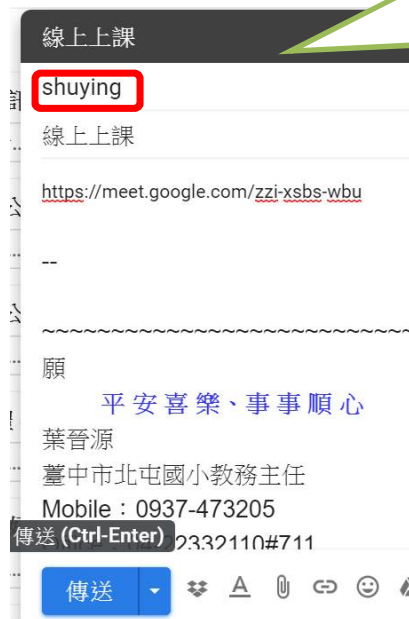 線上上課
shuying
線上上課
https://meet.google.com/zzi-xsbs-wbu
--
~~~~~~~~~~~~~~~~~~~~~~~~~~~
願
平 安 喜 樂、事 事 順 心
葉晉源
臺中市北屯國小教務主任
Mobile：0937-473205
傳送 (Ctrl-Enter)
22332110#711
傳送